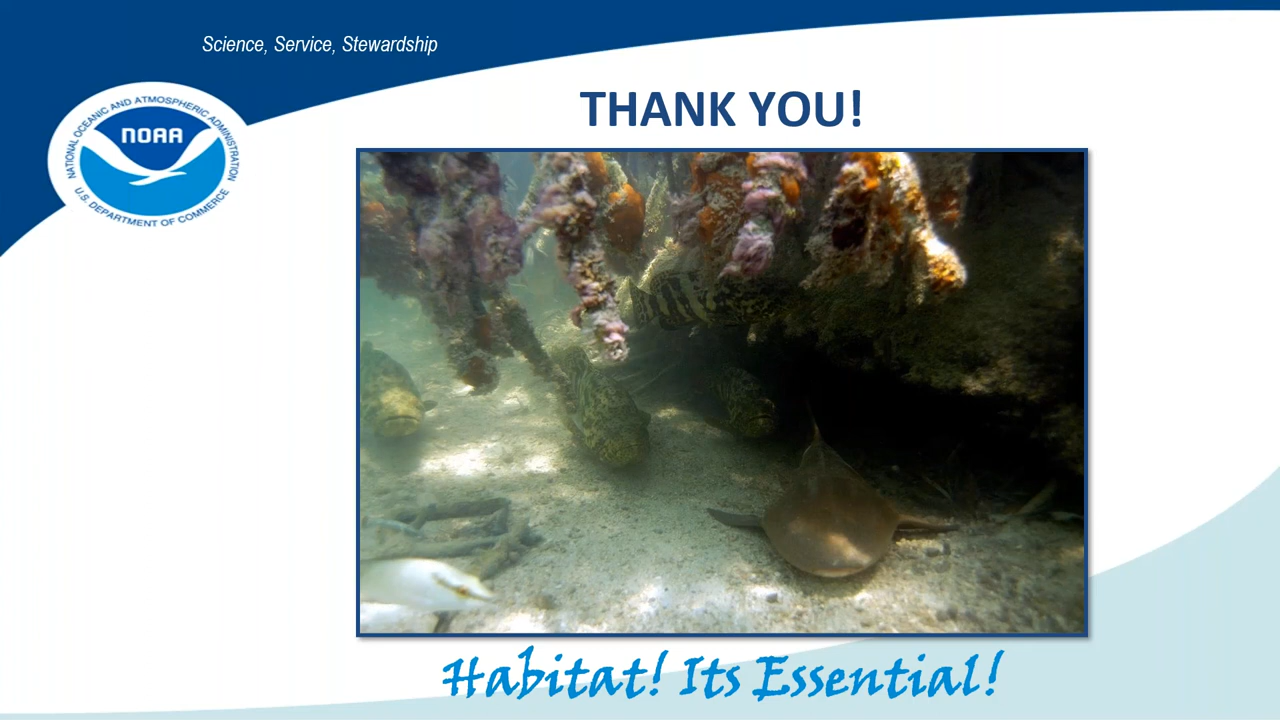 Science, Service, Stewardship
NATIONAL OCEANIC AND ATMOSPHERIC ADMINISTRATION
NOAA
U.S. DEPARTMENT OF COMMERCE
THANK YOU!
Habitat! Its Essential!